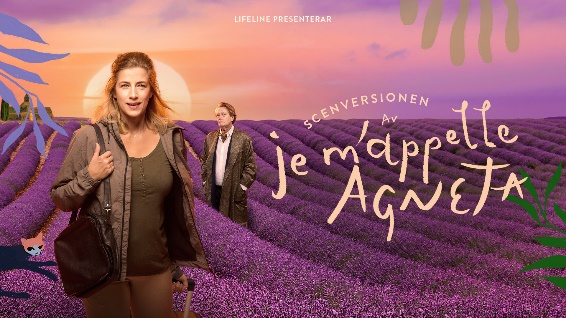 LIFELINE PRESENTERAR
SCENVERSIONEN
Av
je m'appelle
AGNETA